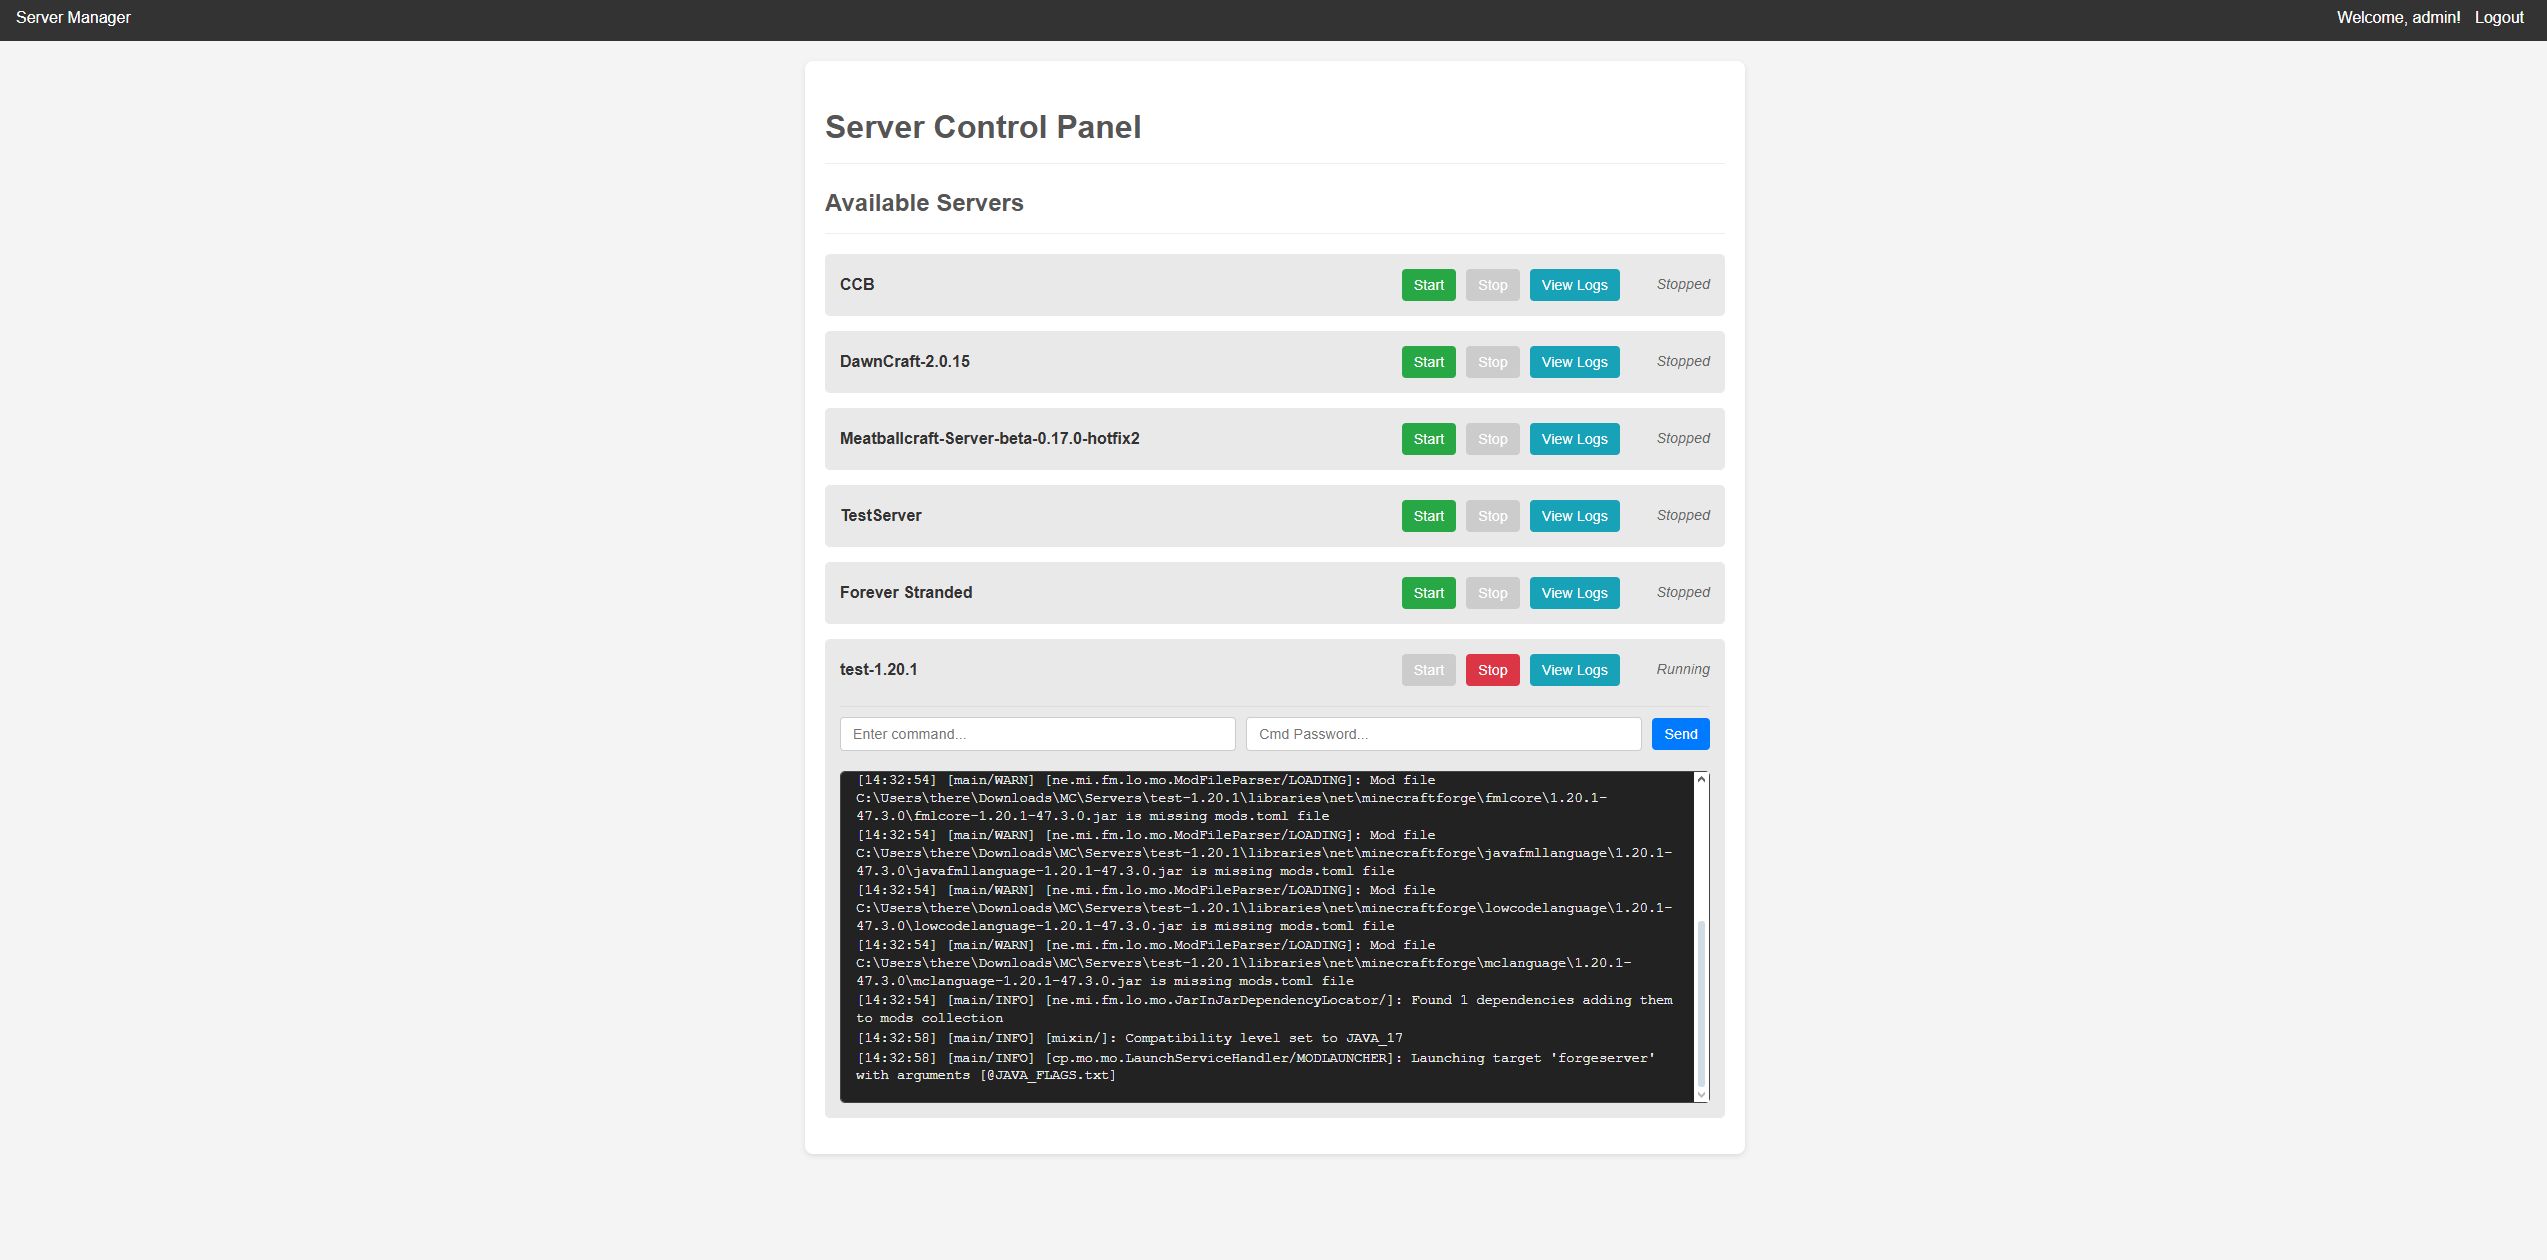 Server Manager
Welcome, admin! Logout
Server Control Panel
Available Servers
CCB Start Stop View Logs Stopped
DawnCraft-2.0.15 Start Stop View Logs Stopped
Meatballcraft-Server-beta-0.17.0-hotfix2 Start Stop View Logs Stopped
TestServer Start Stop View Logs Stopped
Forever Stranded Start Stop View Logs Stopped
test-1.20.1 Start Stop View Logs Running
Enter command... Cmd Password... Send
[14:32:54] [main/WARN] [ne.mi.fm.lo.mo.ModFileParser/LOADING]: Mod file
C:\Users\there\Downloads\MC\Servers\test-1.20.1\libraries\net\minecraftforge\fmlcore\1.20.1-
47.3.0\fmlcore-1.20.1-47.3.0.jar is missing mods.toml file
[14:32:54] [main/WARN] [ne.mi.fm.lo.mo.ModFileParser/LOADING]: Mod file
C:\Users\there\Downloads\MC\Servers\test-1.20.1\libraries\net\minecraftforge\javafmllanguage\1.20.1-
47.3.0\javafmllanguage-1.20.1-47.3.0.jar is missing mods.toml file
[14:32:54] [main/WARN] [ne.mi.fm.lo.mo.ModFileParser/LOADING]: Mod file
C:\Users\there\Downloads\MC\Servers\test-1.20.1\libraries\net\minecraftforge\lowcodelanguage\1.20.1-
47.3.0\lowcodelanguage-1.20.1-47.3.0.jar is missing mods.toml file
[14:32:54] [main/WARN] [ne.mi.fm.lo.mo.ModFileParser/LOADING]: Mod file
C:\Users\there\Downloads\MC\Servers\test-1.20.1\libraries\net\minecraftforge\mclanguage\1.20.1-
47.3.0\mclanguage-1.20.1-47.3.0.jar is missing mods.toml file
[14:32:54] [main/INFO] [ne.mi.fm.lo.mo.JarInJarDependencyLocator/]: Found 1 dependencies adding them
to mods collection
[14:32:58] [main/INFO] [mixin/]: Compatibility level set to JAVA_17
[14:32:58] [main/INFO] [cp.mo.mo.LaunchServiceHandler/MODLAUNCHER]: Launching target 'forgeserver'
with arguments [@JAVA_FLAGS.txt]